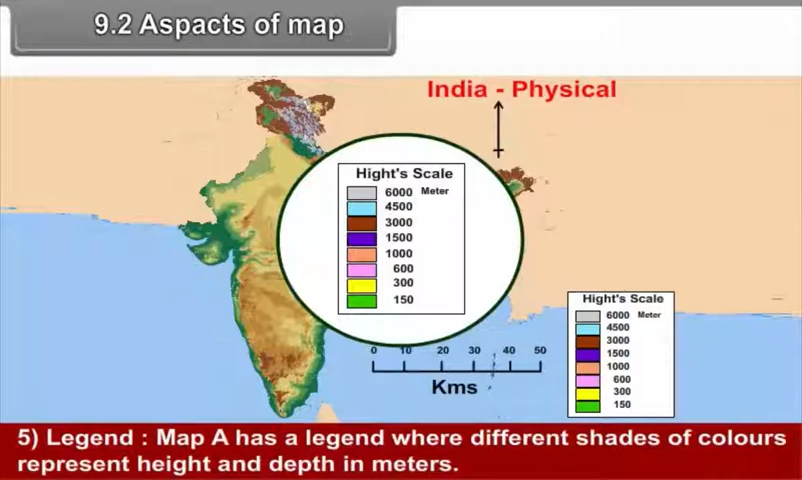 9.2 Aspacts of map
India - Physical
Hight's Scale
6000 Meter
4500
3000
1500
1000
600
300
150
Hight's Scale
6000 Meter
4500
3000
1500
1000
600
300
150
0 10 20 30 40 50
Kms
5) Legend : Map A has a legend where different shades of colours
represent height and depth in meters.